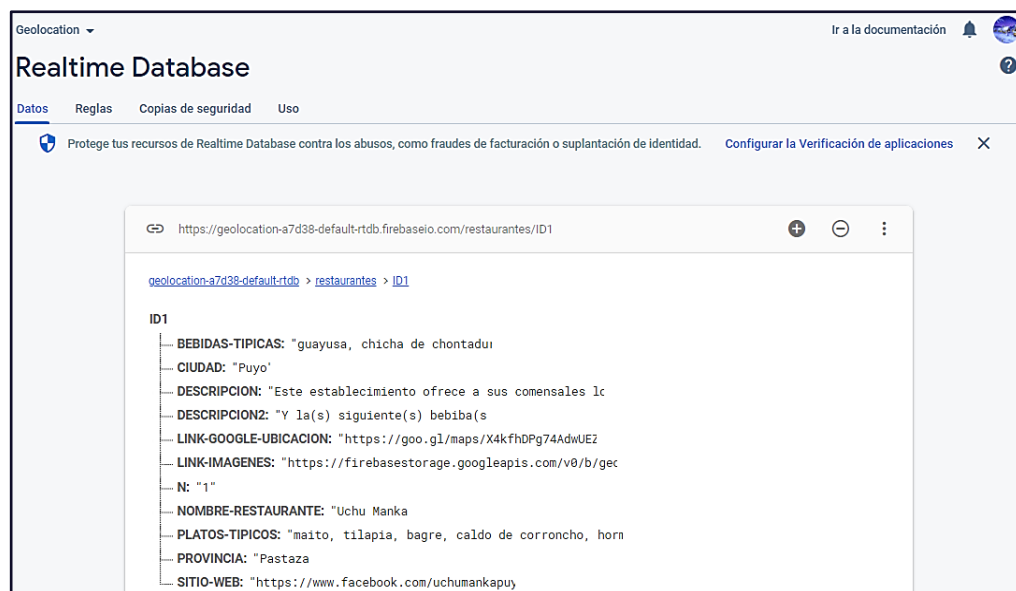 Geolocation
Ir a la documentación
Realtime Database
Datos Reglas Copias de seguridad Uso
Protege tus recursos de Realtime Database contra los abusos, como fraudes de facturación o suplantación de identidad. Configurar la Verificación de aplicaciones
https://geolocation-a7d38-default-rtdb.firebaseio.com/restaurantes/ID1
geolocation-a7d38-default-rtdb > restaurantes > ID1
ID1
BEBIDAS-TIPICAS: "guayusa, chicha de chontadur
CIUDAD: "Puyo'
DESCRIPCION: "Este establecimiento ofrece a sus comensales lo
DESCRIPCION2: "Y la(s) siguiente(s) bebiba(s
LINK-GOOGLE-UBICACION: "https://goo.gl/maps/X4kfhDPg74AdwUEZ
LINK-IMAGENES: "https://firebasestorage.googleapis.com/v0/b/geo
N: "1"
NOMBRE-RESTAURANTE: "Uchu Manka
PLATOS-TIPICOS: "maito, tilapia, bagre, caldo de corroncho, horn
PROVINCIA: "Pastaza
SITIO-WEB: "https://www.facebook.com/uchumankapuy